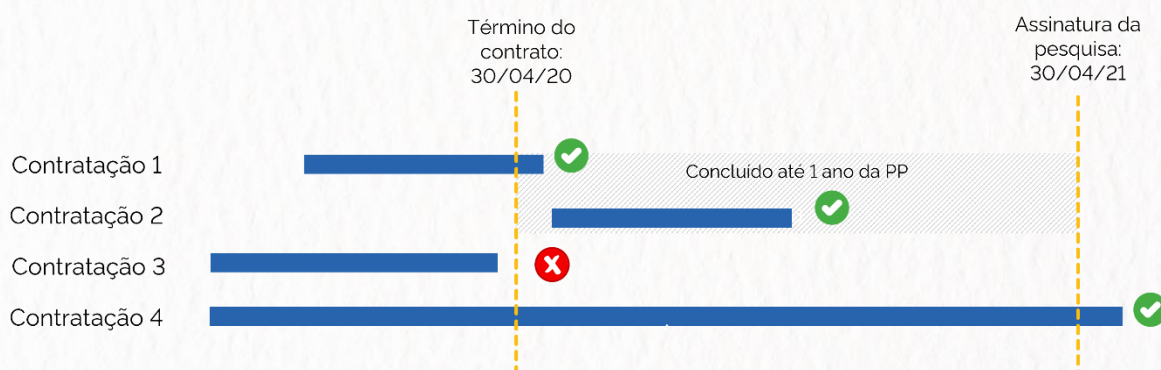 Término do
contrato:
30/04/20
Assinatura da
pesquisa:
30/04/21
Contratação 1
Concluído até 1 ano da PP
Contratação 2
Contratação 3
Contratação 4